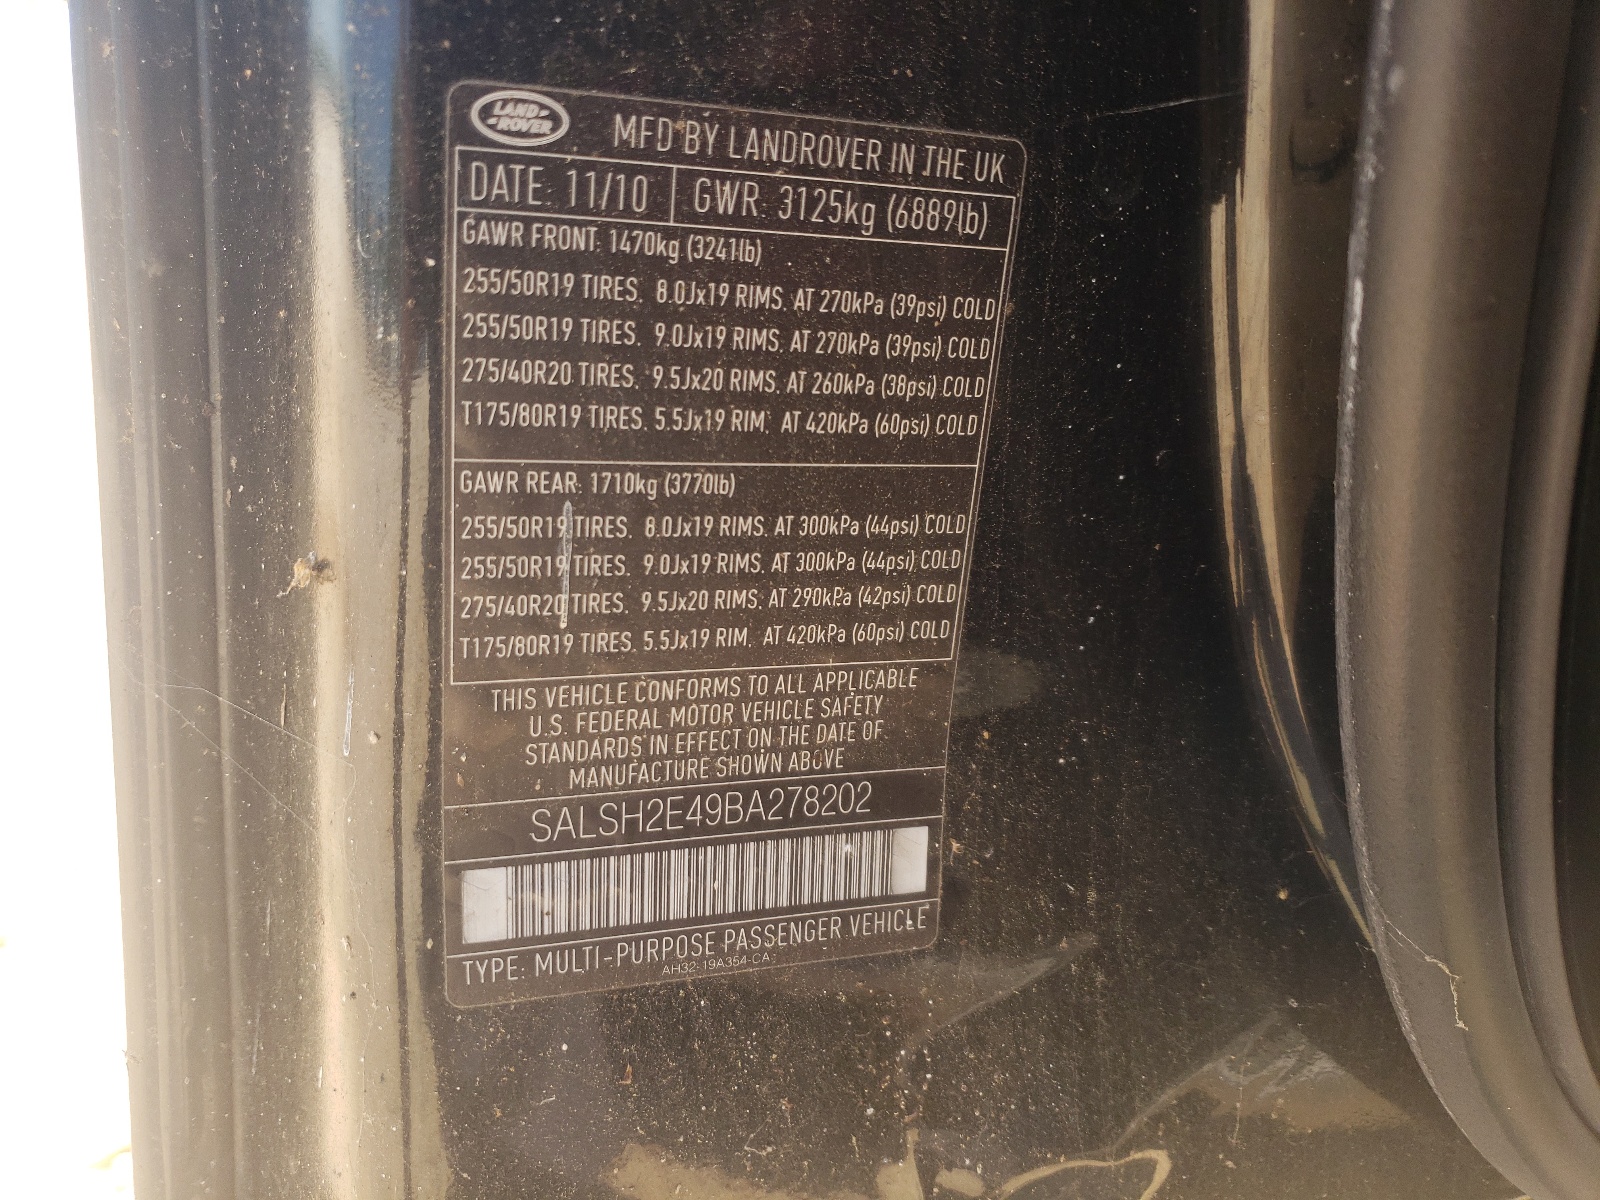 LAND
ROVER
MFD BY LANDROVER IN THE UK
DATE: 11/10 GWR: 3125kg (6889lb)
GAWR FRONT: 1470kg (3241lb)
255/50R19 TIRES. 8.0Jx19 RIMS. AT 270kPa (39psi) COLD
255/50R19 TIRES. 9.0Jx19 RIMS. AT 270kPa (39psi) COLD
275/40R20 TIRES. 9.5Jx20 RIMS. AT 260kPa (38psi) COLD
T175/80R19 TIRES. 5.5Jx19 RIM. AT 420kPa (60psi) COLD
GAWR REAR: 1710kg (3770lb)
255/50R19 TIRES. 8.0Jx19 RIMS. AT 300kPa (44psi) COLD
255/50R19 TIRES. 9.0Jx19 RIMS. AT 300kPa (44psi) COLD
275/40R20 TIRES. 9.5Jx20 RIMS. AT 290kPa (42psi) COLD
T175/80R19 TIRES. 5.5Jx19 RIM. AT 420kPa (60psi) COLD
THIS VEHICLE CONFORMS TO ALL APPLICABLE
U.S. FEDERAL MOTOR VEHICLE SAFETY
STANDARDS IN EFFECT ON THE DATE OF
MANUFACTURE SHOWN ABOVE
SALSH2E49BA278202
TYPE: MULTI-PURPOSE PASSENGER VEHICLE
AH32-19A354-CA